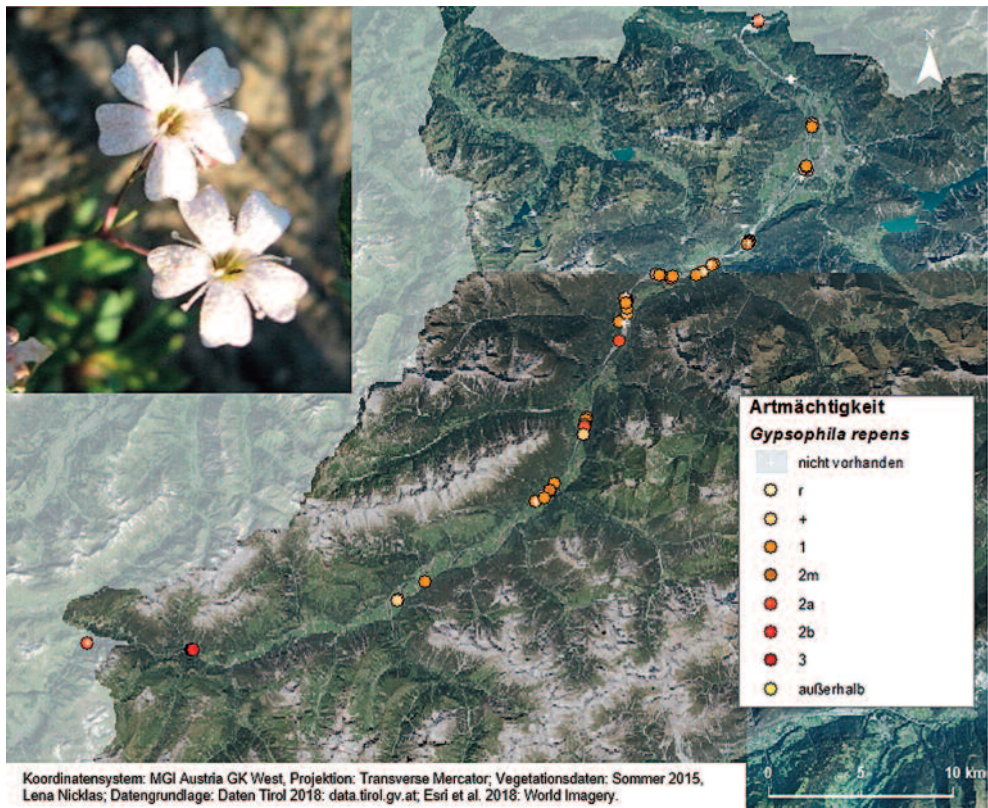 N
Artmächtigkeit
Gypsophila repens
nicht vorhanden
r
+
1
2m
2a
2b
3
außerhalb
0 5 10 km
Koordinatensystem: MGI Austria GK West, Projektion: Transverse Mercator; Vegetationsdaten: Sommer 2015,
Lena Nicklas; Datengrundlage: Daten Tirol 2018: data.tirol.gv.at; Esri et al. 2018: World Imagery.